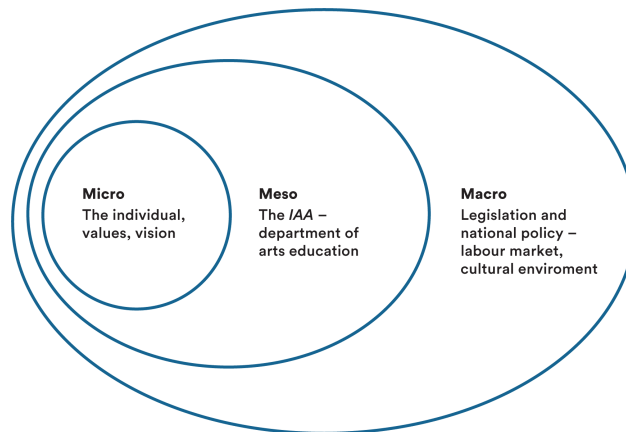 Micro
The individual,
values, vision
Meso
The IAA –
department of
arts education
Macro
Legislation and
national policy –
labour market,
cultural enviroment